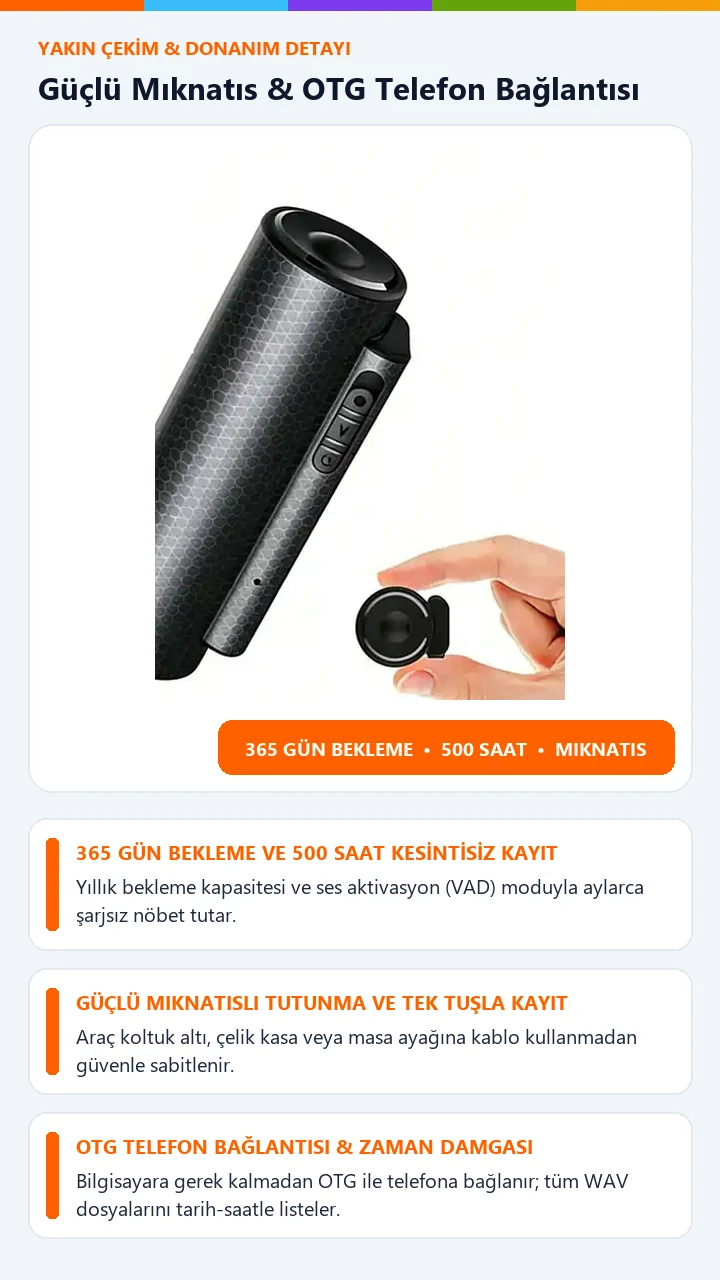 YAKIN ÇEKİM & DONANIM DETAYI
Güçlü Mıknatıs & OTG Telefon Bağlantısı
365 GÜN BEKLEME • 500 SAAT • MIKNATIS
365 GÜN BEKLEME VE 500 SAAT KESİNTİSİZ KAYIT
Yıllık bekleme kapasitesi ve ses aktivasyon (VAD) moduyla aylarca
şarjsız nöbet tutar.
GÜÇLÜ MIKNATISLI TUTUNMA VE TEK TUŞLA KAYIT
Araç koltuk altı, çelik kasa veya masa ayağına kablo kullanmadan
güvenle sabitlenir.
OTG TELEFON BAĞLANTISI & ZAMAN DAMGASI
Bilgisayara gerek kalmadan OTG ile telefona bağlanır; tüm WAV
dosyalarını tarih-saatle listeler.